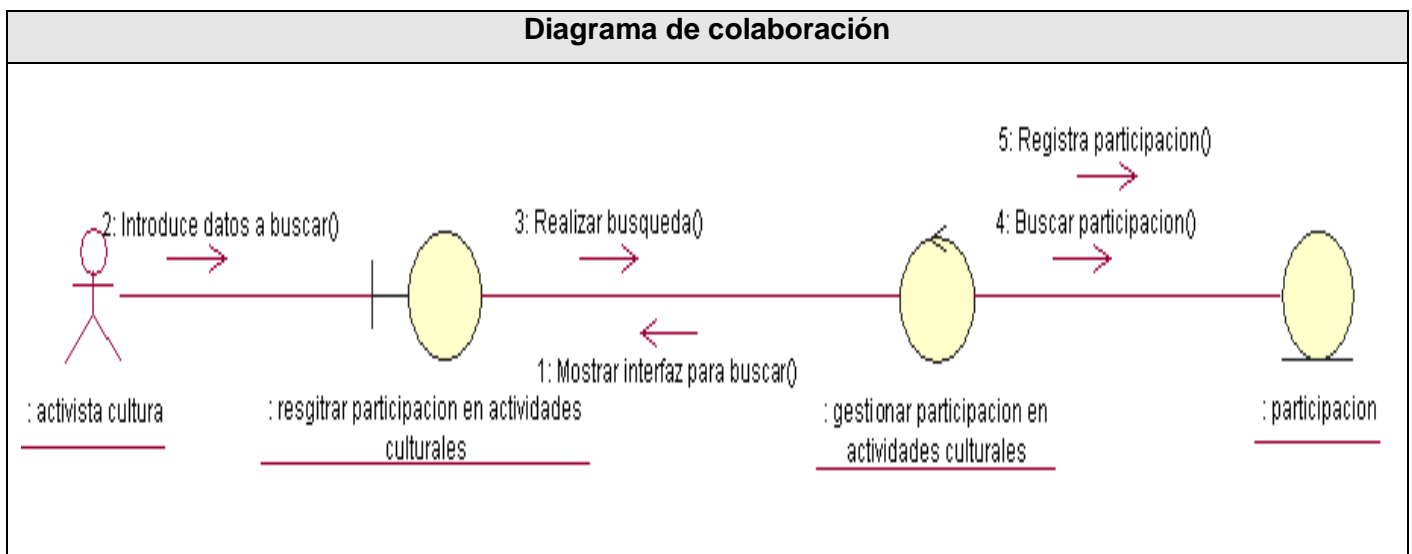 Diagrama de colaboración
5: Registra participacion()
2: Introduce datos a buscar()
3: Realizar busqueda()
4: Buscar participacion()
1: Mostrar interfaz para buscar()
: activista cultura
: resgitrar participacion en actividades
culturales
: gestionar participacion en
actividades culturales
: participacion